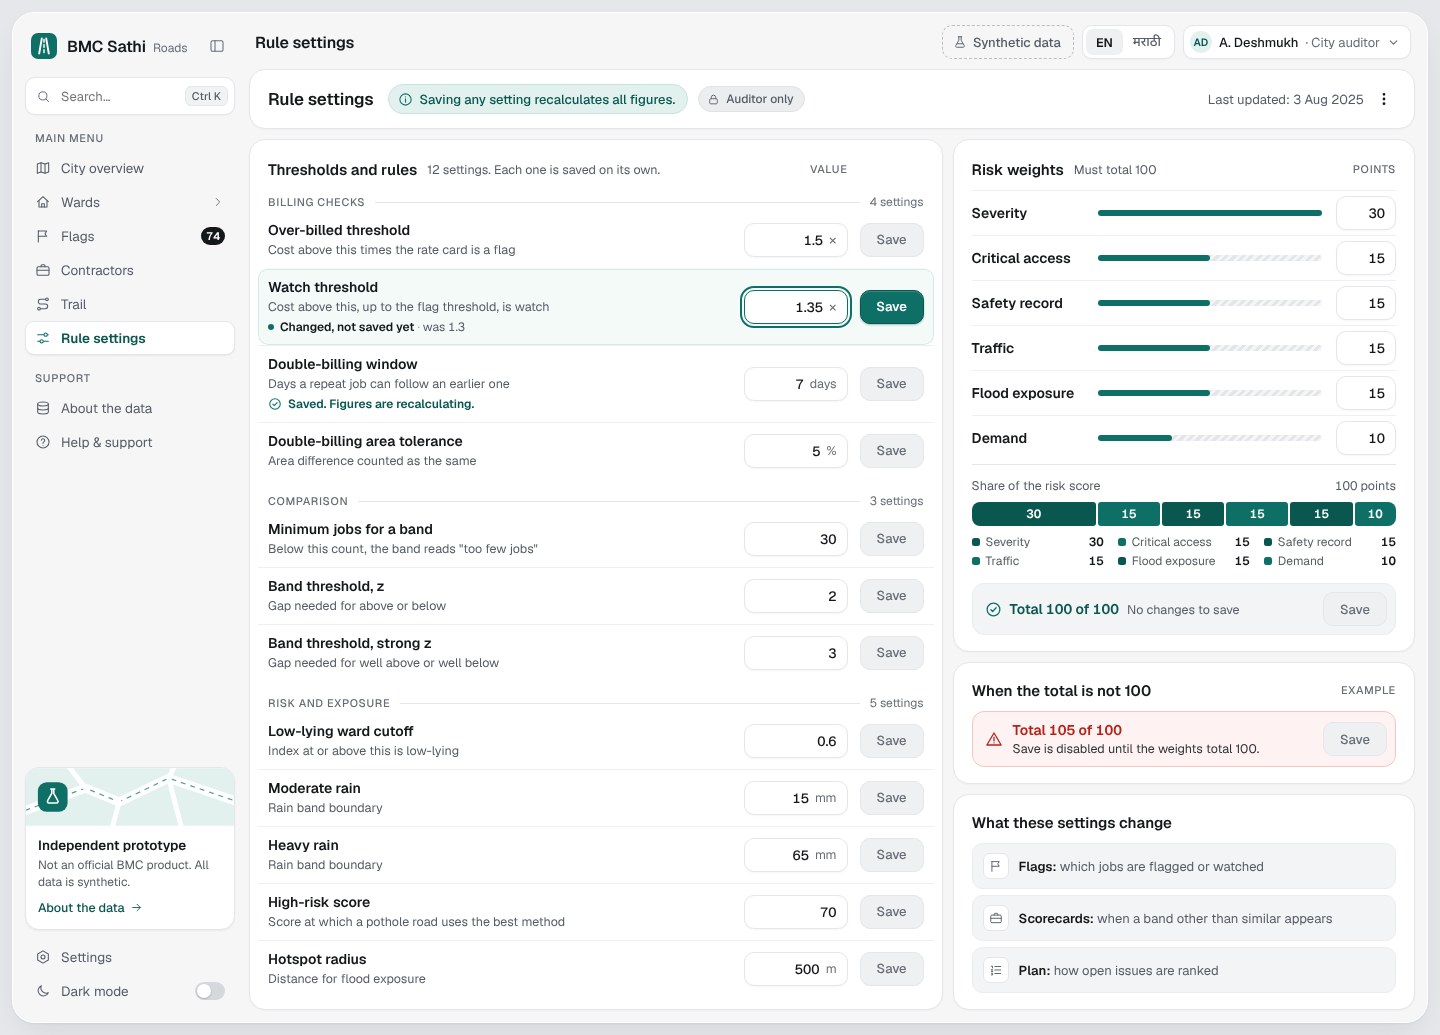 BMC Sathi Roads
Search...
Ctrl K
MAIN MENU
City overview
Wards
Flags
74
Contractors
Trail
Rule settings
SUPPORT
About the data
Help & support
Independent prototype
Not an official BMC product. All
data is synthetic.
About the data →
Settings
Dark mode
Rule settings
Synthetic data
EN
मराठी
AD
A. Deshmukh · City auditor
Rule settings
Saving any setting recalculates all figures.
Auditor only
Last updated: 3 Aug 2025
Thresholds and rules
12 settings. Each one is saved on its own.
VALUE
BILLING CHECKS
4 settings
Over-billed threshold
Cost above this times the rate card is a flag
1.5 ×
Save
Watch threshold
Cost above this, up to the flag threshold, is watch
Changed, not saved yet · was 1.3
1.35 ×
Save
Double-billing window
Days a repeat job can follow an earlier one
Saved. Figures are recalculating.
7 days
Save
Double-billing area tolerance
Area difference counted as the same
5 %
Save
COMPARISON
3 settings
Minimum jobs for a band
Below this count, the band reads "too few jobs"
30
Save
Band threshold, z
Gap needed for above or below
2
Save
Band threshold, strong z
Gap needed for well above or well below
3
Save
RISK AND EXPOSURE
5 settings
Low-lying ward cutoff
Index at or above this is low-lying
0.6
Save
Moderate rain
Rain band boundary
15 mm
Save
Heavy rain
Rain band boundary
65 mm
Save
High-risk score
Score at which a pothole road uses the best method
70
Save
Hotspot radius
Distance for flood exposure
500 m
Save
Risk weights
Must total 100
POINTS
Severity
30
Critical access
15
Safety record
15
Traffic
15
Flood exposure
15
Demand
10
Share of the risk score
100 points
30 15 15 15 15 10
Severity 30 Critical access 15 Safety record 15
Traffic 15 Flood exposure 15 Demand 10
Total 100 of 100 No changes to save
Save
When the total is not 100
EXAMPLE
Total 105 of 100
Save is disabled until the weights total 100.
Save
What these settings change
Flags: which jobs are flagged or watched
Scorecards: when a band other than similar appears
Plan: how open issues are ranked